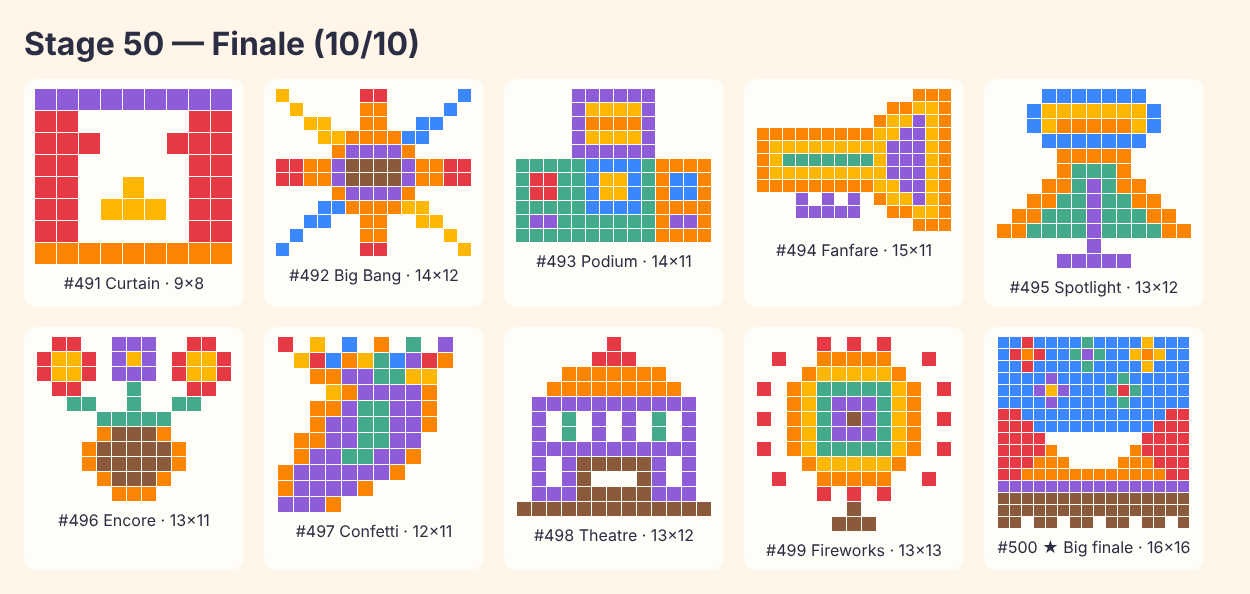 Stage 50 — Finale (10/10)
#491 Curtain · 9×8
#492 Big Bang · 14×12
#493 Podium · 14×11
#494 Fanfare · 15×11
#495 Spotlight · 13×12
#496 Encore · 13×11
#497 Confetti · 12×11
#498 Theatre · 13×12
#499 Fireworks · 13×13
#500 ★ Big finale · 16×16